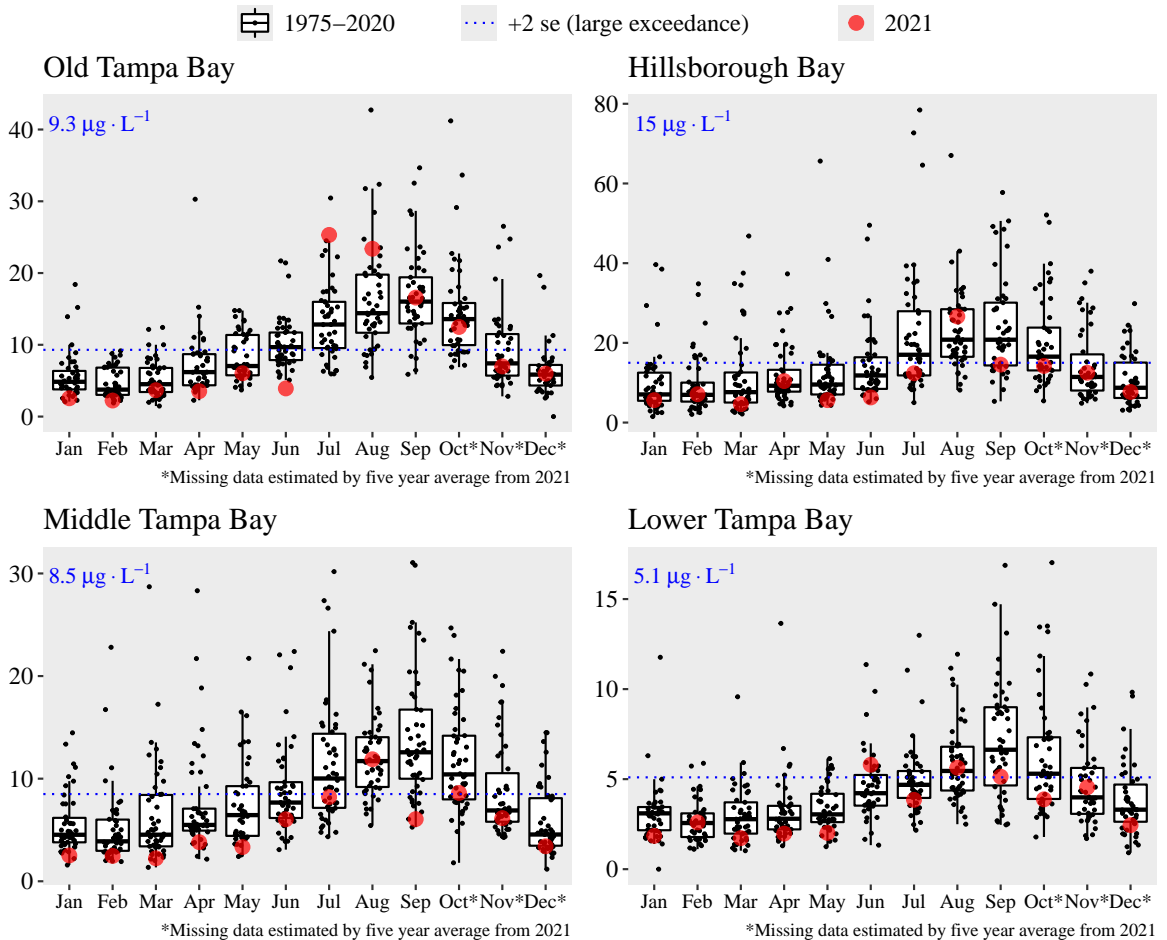 1975–2020 +2 se (large exceedance) 2021
Old Tampa Bay
9.3 μg · L⁻¹
40
30
20
10
0
Jan Feb Mar Apr May Jun Jul Aug Sep Oct* Nov* Dec*
*Missing data estimated by five year average from 2021
Hillsborough Bay
15 μg · L⁻¹
80
60
40
20
0
Jan Feb Mar Apr May Jun Jul Aug Sep Oct* Nov* Dec*
*Missing data estimated by five year average from 2021
Middle Tampa Bay
8.5 μg · L⁻¹
30
20
10
0
Jan Feb Mar Apr May Jun Jul Aug Sep Oct* Nov* Dec*
*Missing data estimated by five year average from 2021
Lower Tampa Bay
5.1 μg · L⁻¹
15
10
5
0
Jan Feb Mar Apr May Jun Jul Aug Sep Oct* Nov* Dec*
*Missing data estimated by five year average from 2021